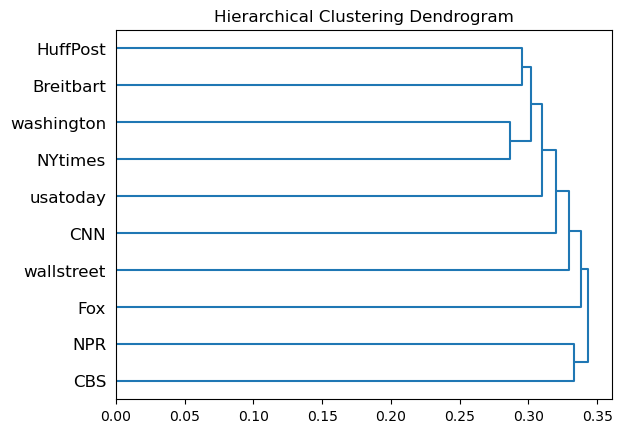 Hierarchical Clustering Dendrogram
HuffPost
Breitbart
washington
NYtimes
usatoday
CNN
wallstreet
Fox
NPR
CBS
0.00 0.05 0.10 0.15 0.20 0.25 0.30 0.35